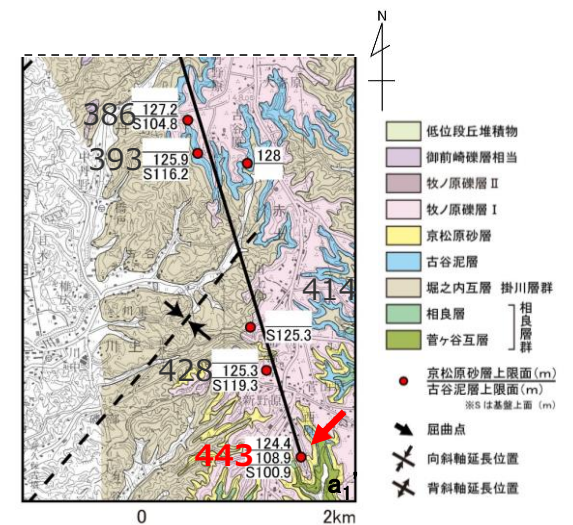 N
386
127.2
S104.8
393
125.9
S116.2
128
414
S125.3
428
125.3
S119.3
443
124.4
108.9
S100.9
a1'
0 2km
低位段丘堆積物
御前崎礫層相当
牧ノ原礫層Ⅱ
牧ノ原礫層Ⅰ
京松原砂層
古谷泥層
堀之内互層 掛川層群
相良層
菅ヶ谷互層
相良層群
京松原砂層上限面(m)
古谷泥層上限面(m)
※Sは基盤上面(m)
屈曲点
向斜軸延長位置
背斜軸延長位置